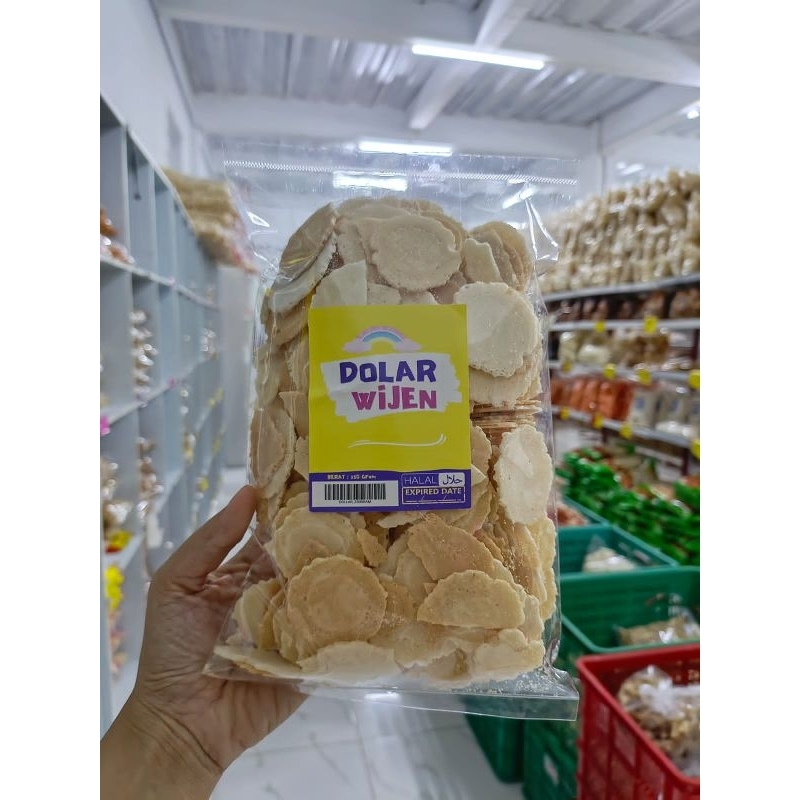 DOLAR
WiJEN
HALAL حلال
EXPIRED DATE